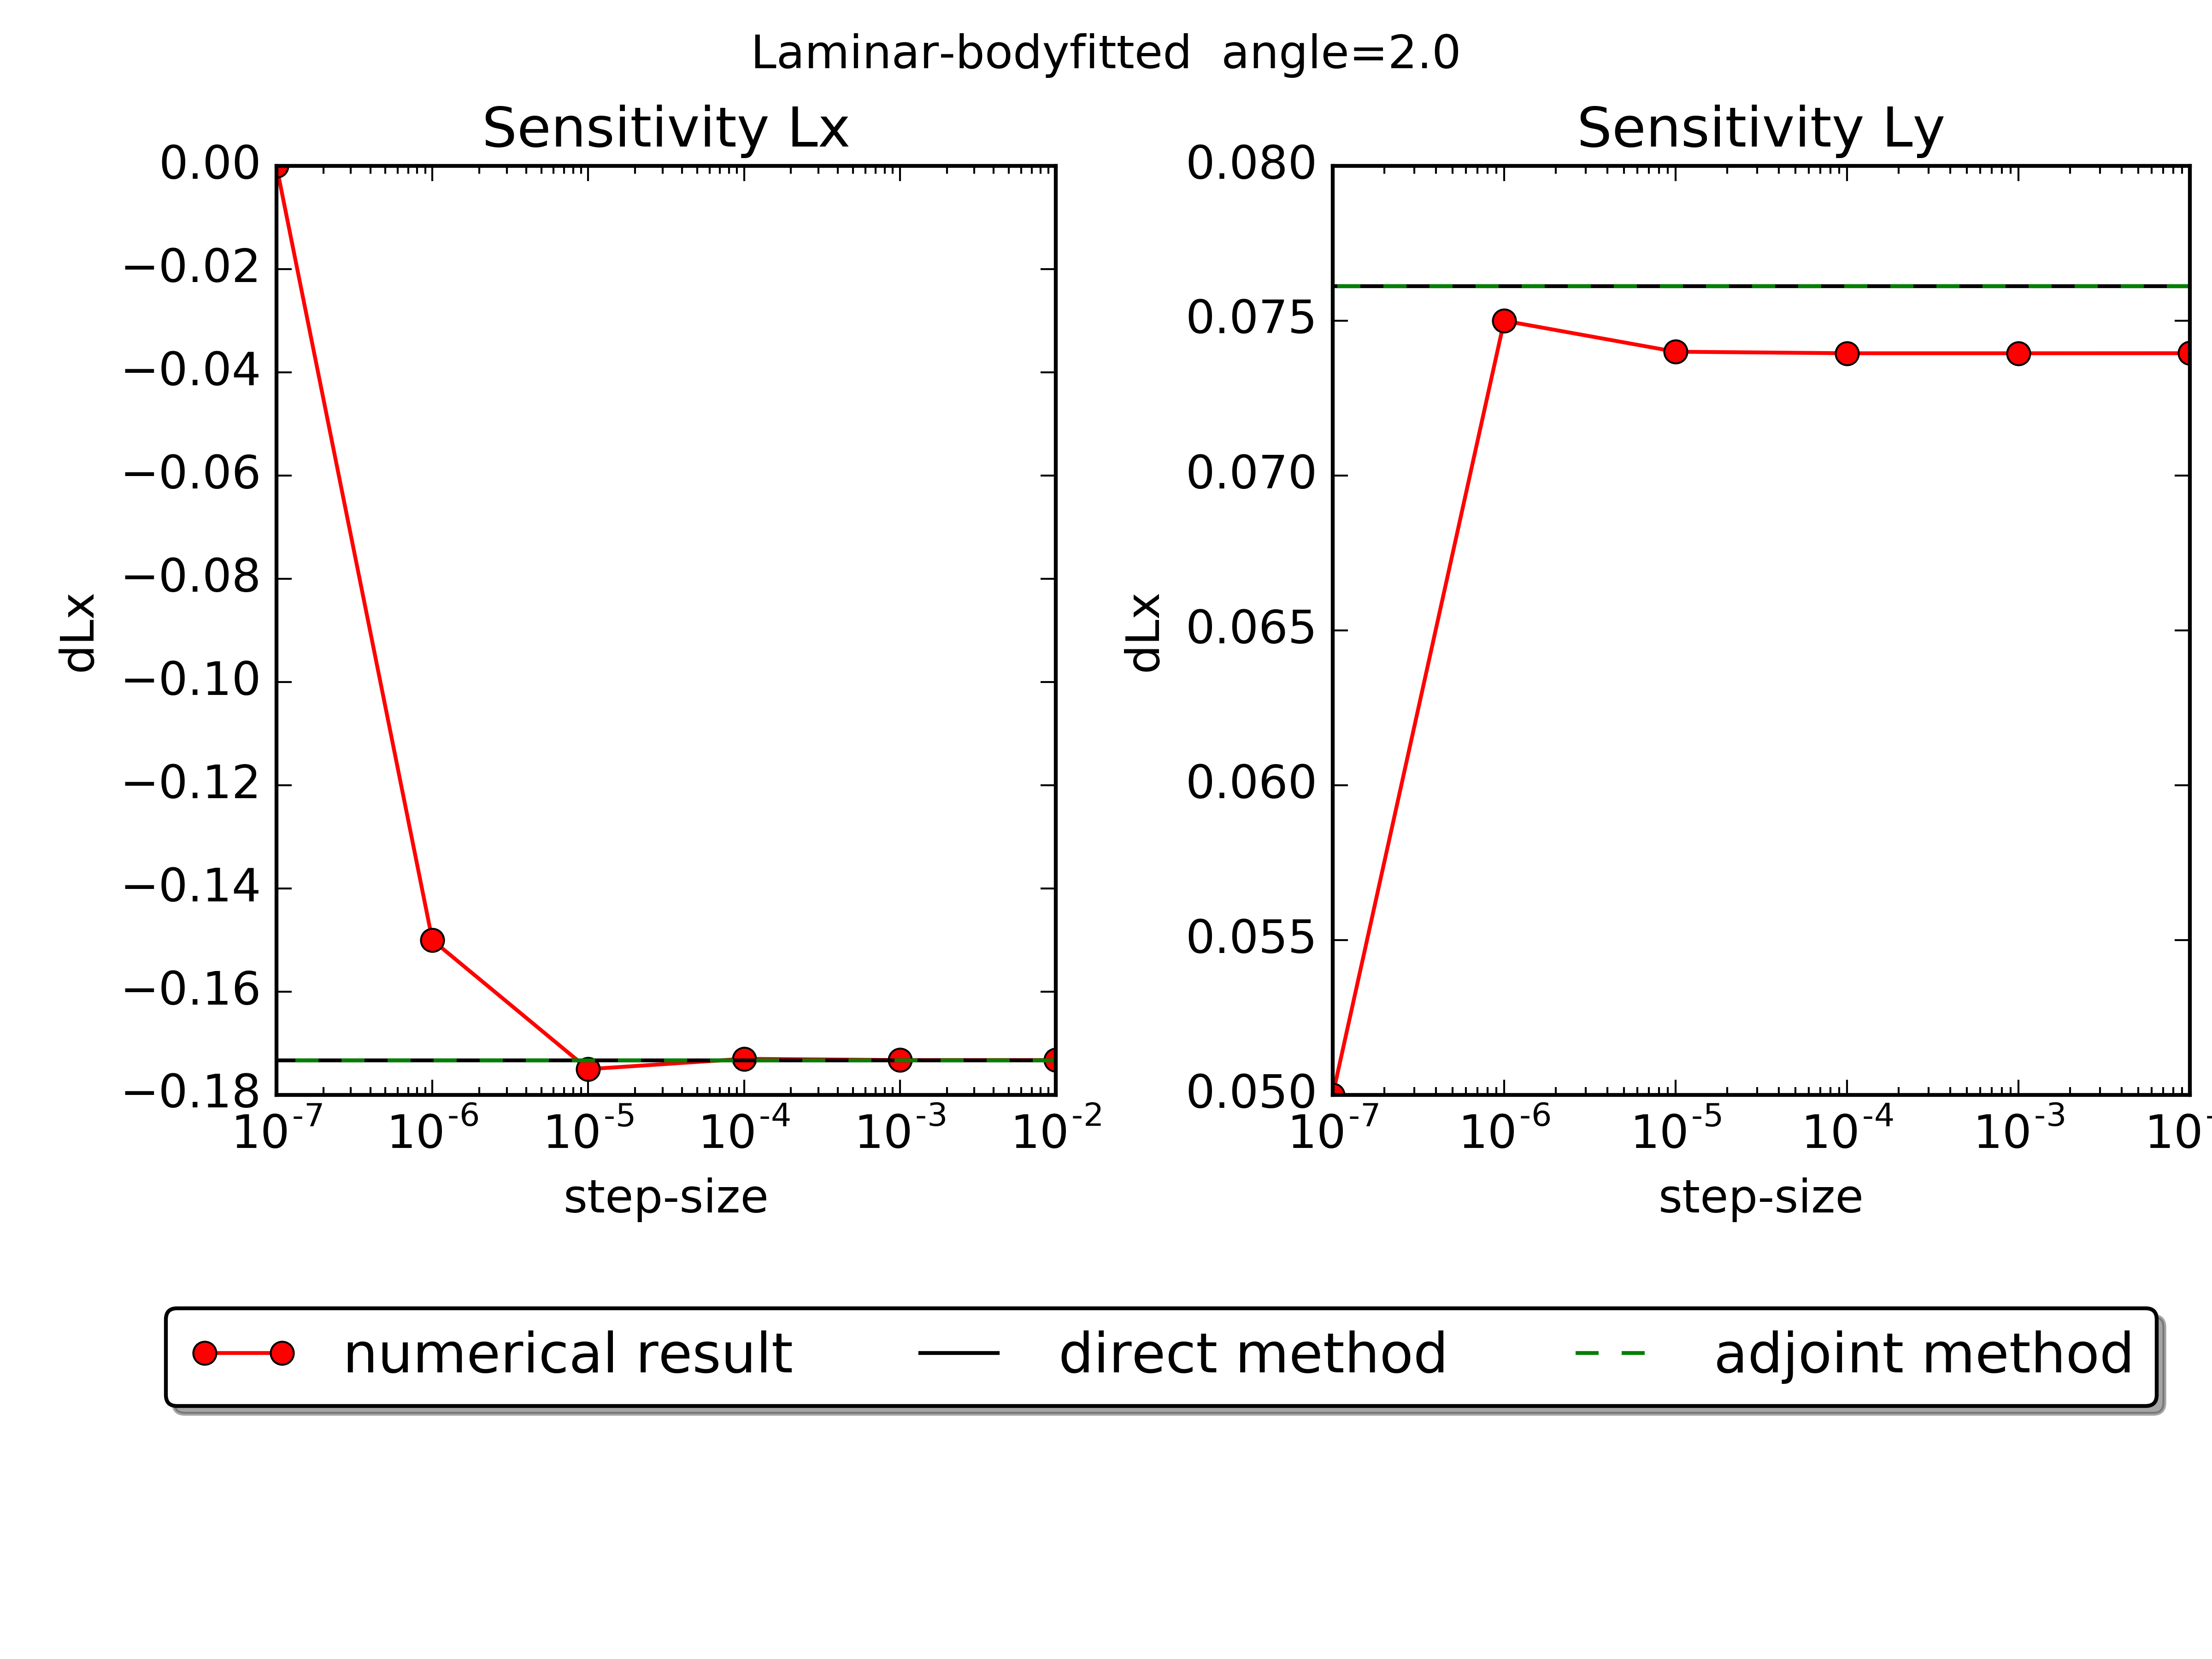 Laminar-bodyfitted angle=2.0
Sensitivity Lx
0.00
−0.02
−0.04
−0.06
−0.08
−0.10
−0.12
−0.14
−0.16
−0.18
dLx
10^-7 10^-6 10^-5 10^-4 10^-3 10^-2
step-size
Sensitivity Ly
0.080
0.075
0.070
0.065
0.060
0.055
0.050
dLx
10^-7 10^-6 10^-5 10^-4 10^-3 10^-
step-size
numerical result direct method adjoint method